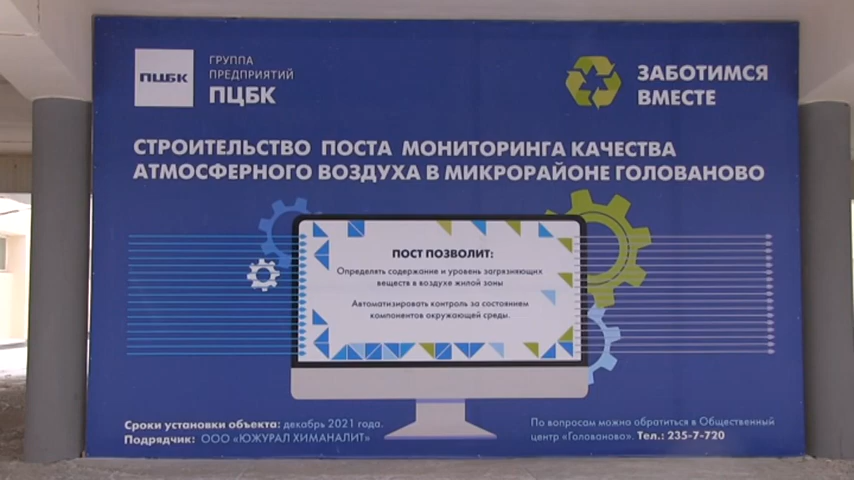 ПЦБК
ГРУППА
ПРЕДПРИЯТИЙ
ПЦБК
ЗАБОТИМСЯ
ВМЕСТЕ
СТРОИТЕЛЬСТВО ПОСТА МОНИТОРИНГА КАЧЕСТВА
АТМОСФЕРНОГО ВОЗДУХА В МИКРОРАЙОНЕ ГОЛОВАНОВО
ПОСТ ПОЗВОЛИТ:
Определять содержание и уровень загрязняющих
веществ в воздухе жилой зоны
Автоматизировать контроль за состоянием
компонентов окружающей среды.
Сроки установки объекта: декабрь 2021 года.
Подрядчик: ООО «ЮЖУРАЛ ХИМАНАЛИТ»
По вопросам можно обратиться в Общественный
центр «Голованово». Тел.: 235-7-720